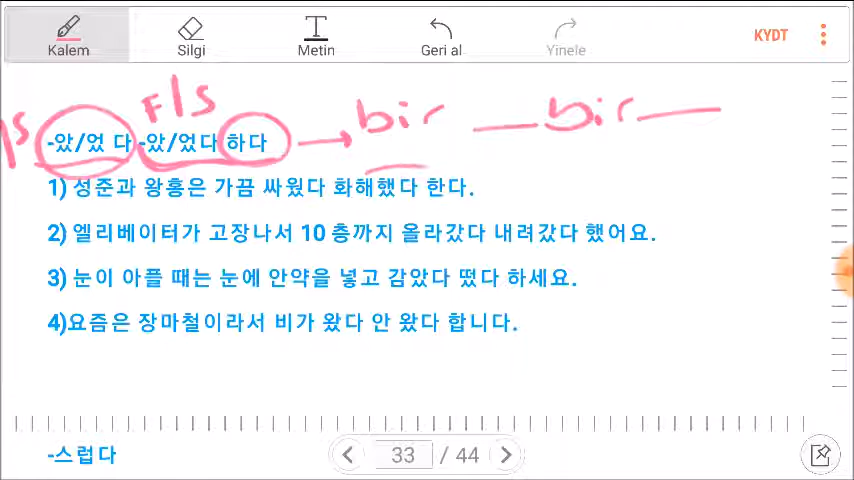 Kalem Silgi Metin Geri al Yinele KYDT
F/S bir bir
-았/었 다 -았/었다 하다
1) 성준과 왕홍은 가끔 싸웠다 화해했다 한다.
2) 엘리베이터가 고장나서 10 층까지 올라갔다 내려갔다 했어요.
3) 눈이 아플 때는 눈에 안약을 넣고 감았다 떴다 하세요.
4)요즘은 장마철이라서 비가 왔다 안 왔다 합니다.
-스럽다
33 / 44